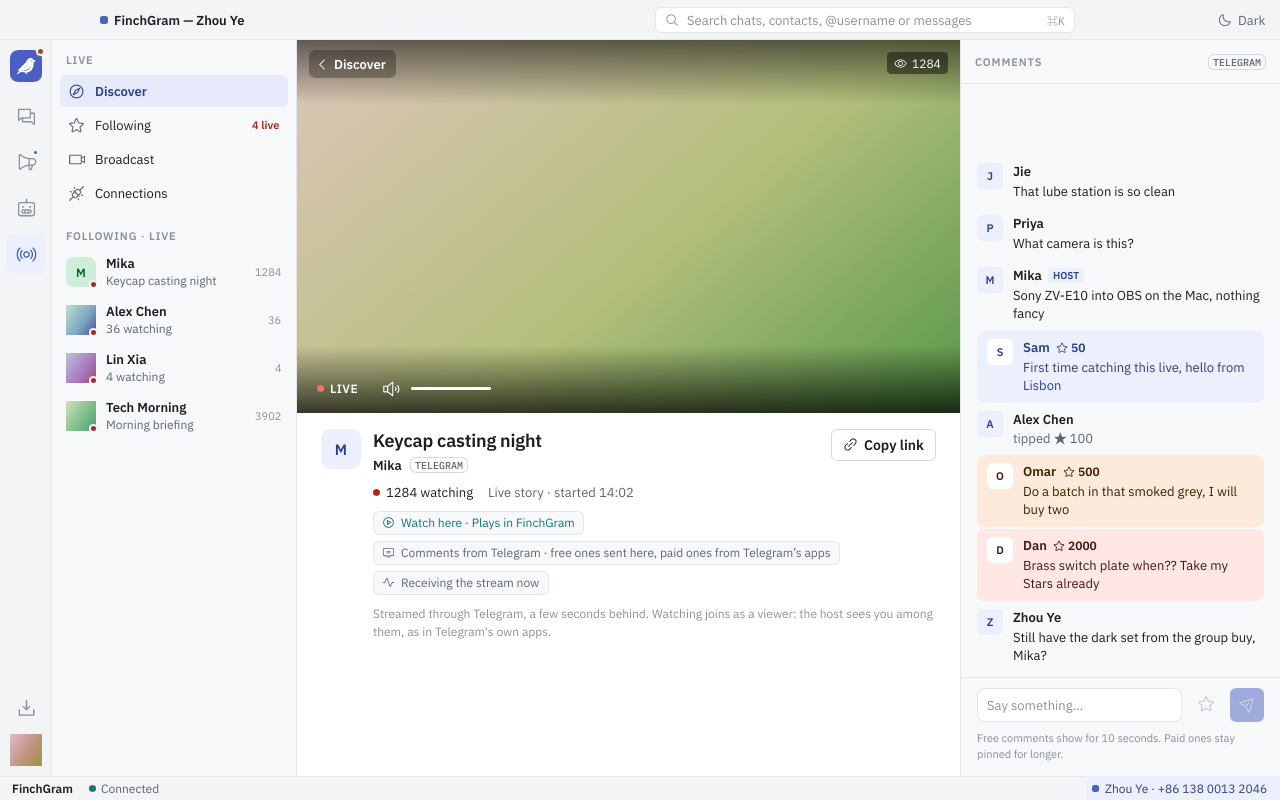 FinchGram — Zhou Ye
Search chats, contacts, @username or messages
⌘K
Dark
LIVE
Discover
Following
4 live
Broadcast
Connections
FOLLOWING · LIVE
M
Mika
Keycap casting night
1284
Alex Chen
36 watching
36
Lin Xia
4 watching
4
Tech Morning
Morning briefing
3902
Discover
1284
LIVE
M
Keycap casting night
Mika TELEGRAM
Copy link
1284 watching Live story · started 14:02
Watch here · Plays in FinchGram
Comments from Telegram · free ones sent here, paid ones from Telegram's apps
Receiving the stream now
Streamed through Telegram, a few seconds behind. Watching joins as a viewer: the host sees you among
them, as in Telegram's own apps.
COMMENTS
TELEGRAM
J
Jie
That lube station is so clean
P
Priya
What camera is this?
M
Mika HOST
Sony ZV-E10 into OBS on the Mac, nothing
fancy
S
Sam ☆ 50
First time catching this live, hello from
Lisbon
A
Alex Chen
tipped ★ 100
O
Omar ☆ 500
Do a batch in that smoked grey, I will
buy two
D
Dan ☆ 2000
Brass switch plate when?? Take my
Stars already
Z
Zhou Ye
Still have the dark set from the group buy,
Mika?
Say something…
Free comments show for 10 seconds. Paid ones stay
pinned for longer.
FinchGram
Connected
Zhou Ye · +86 138 0013 2046